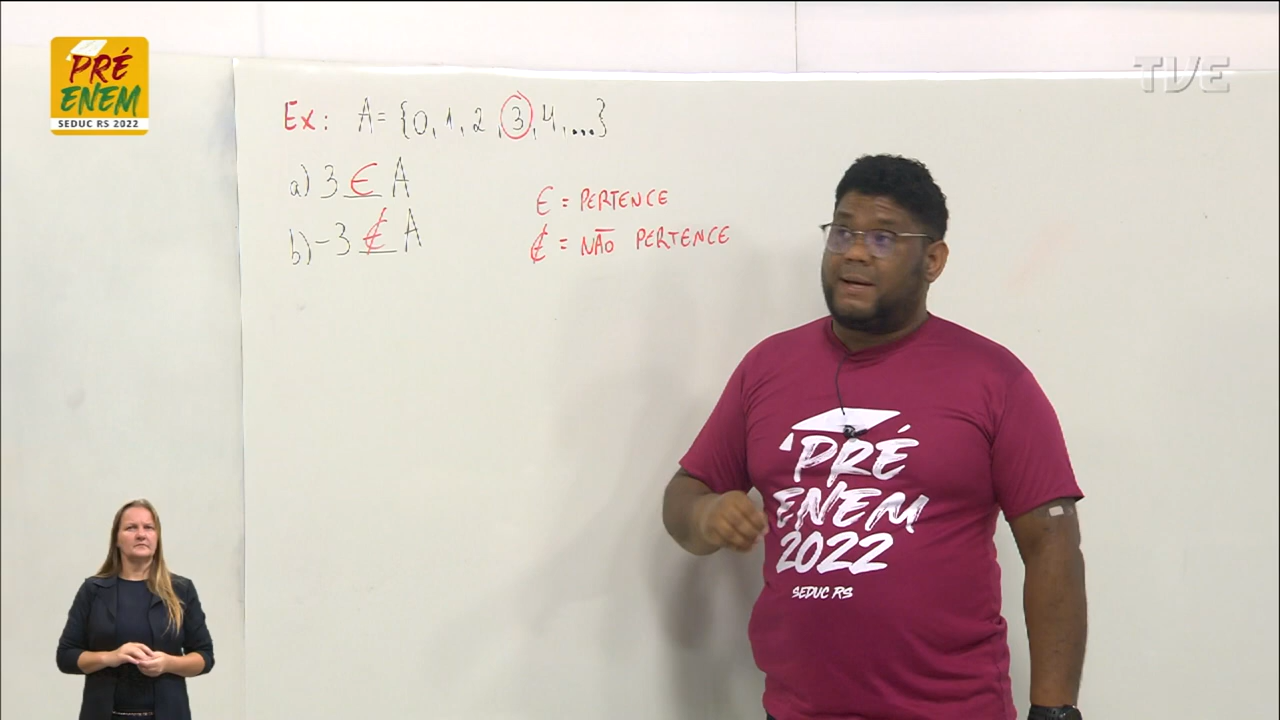 PRÉ
ENEM
SEDUC RS 2022
TVE
Ex: A = {0, 1, 2, 3, 4, ...}
a) 3 ∈ A
b) -3 ∉ A
∈ = PERTENCE
∉ = NÃO PERTENCE
PRÉ
ENEM
2022
SEDUC RS